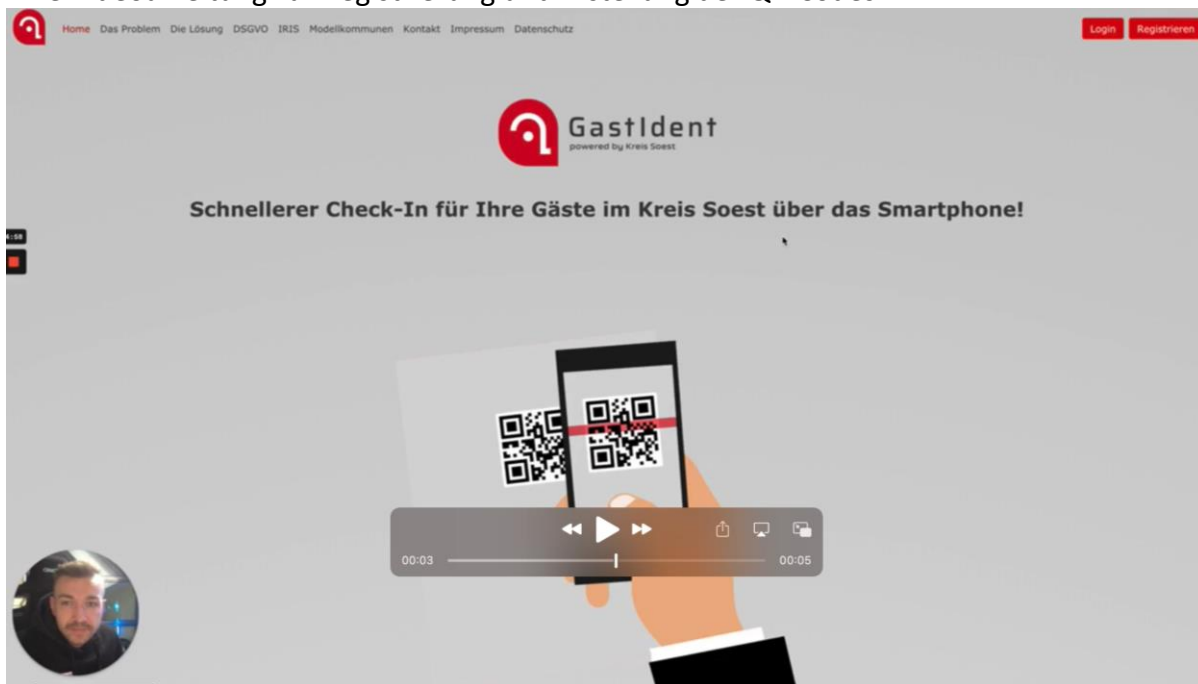 Home Das Problem Die Lösung DSGVO IRIS Modellkommunen Kontakt Impressum Datenschutz
Login Registrieren
GastIdent
powered by Kreis Soest
Schnellerer Check-In für Ihre Gäste im Kreis Soest über das Smartphone!
00:03
00:05